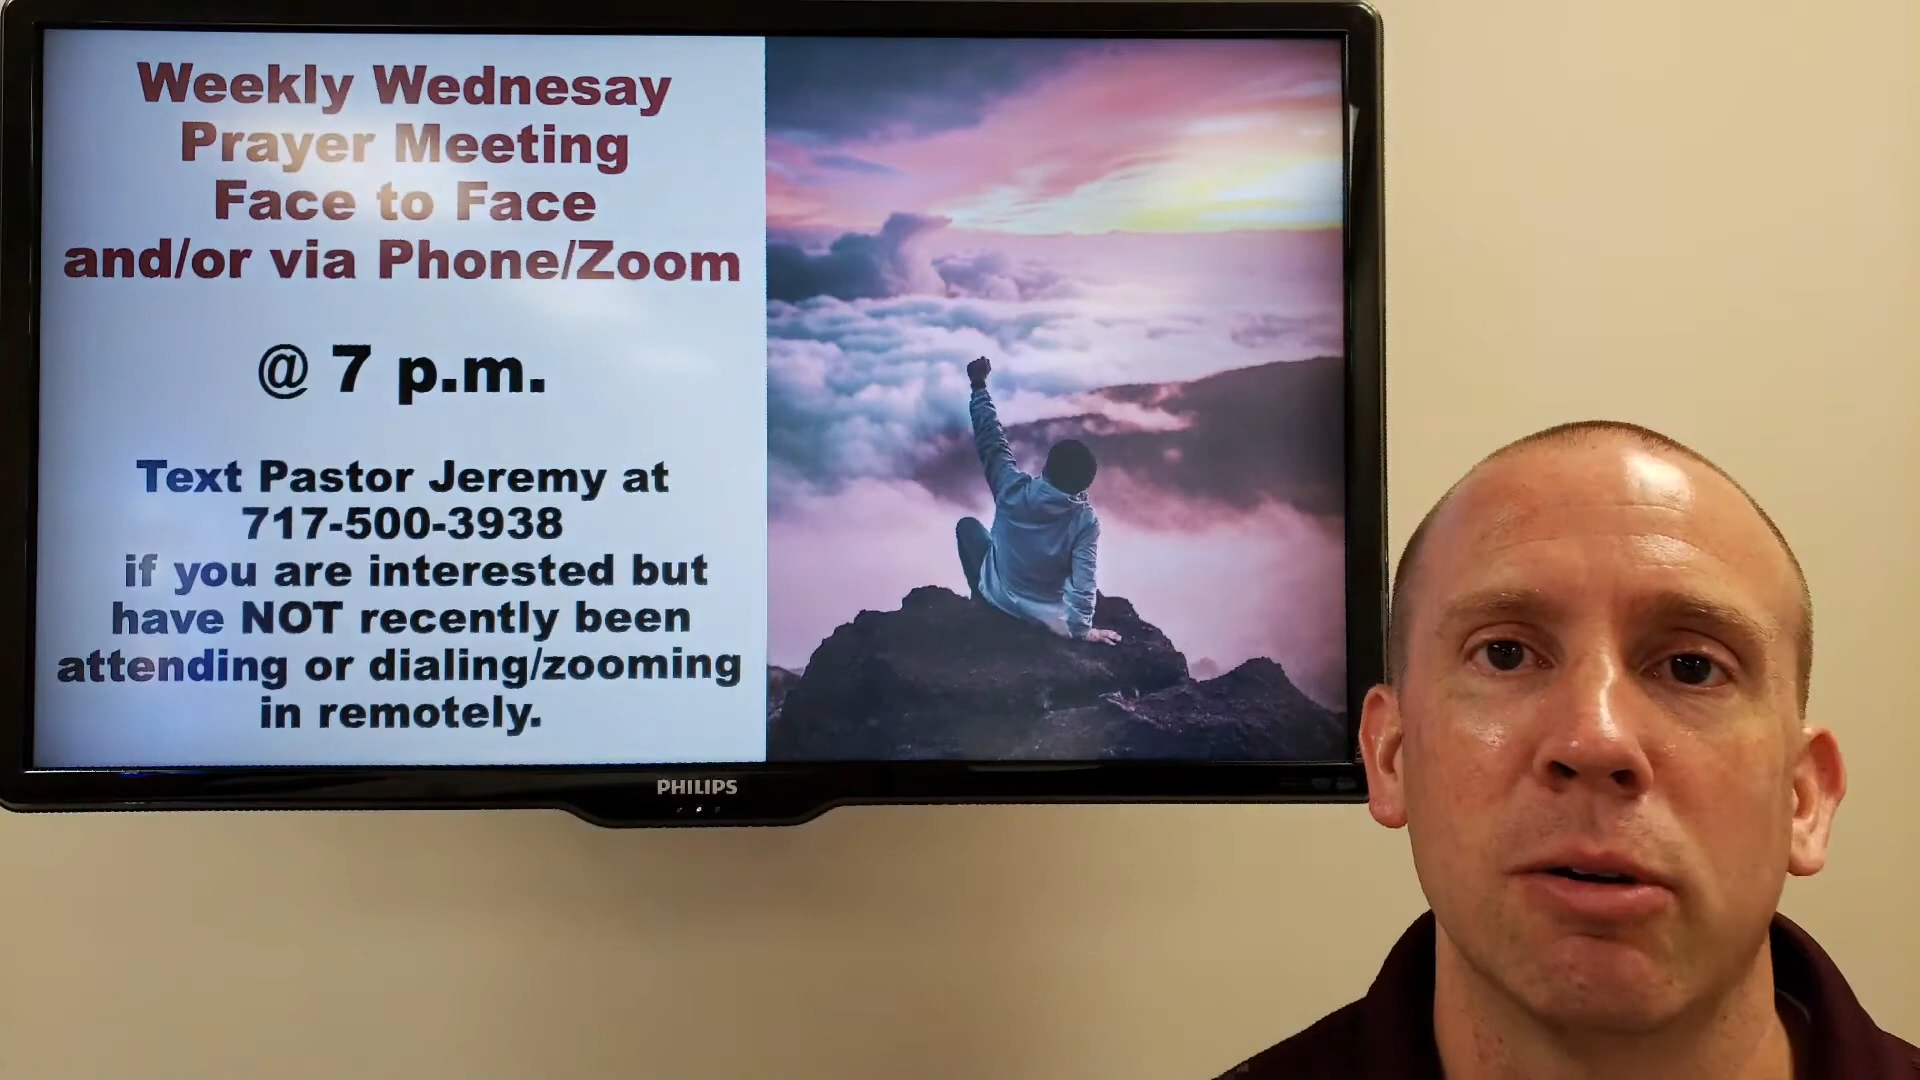 Weekly Wednesay
Prayer Meeting
Face to Face
and/or via Phone/Zoom
@ 7 p.m.
Text Pastor Jeremy at
717-500-3938
if you are interested but
have NOT recently been
attending or dialing/zooming
in remotely.
PHILIPS